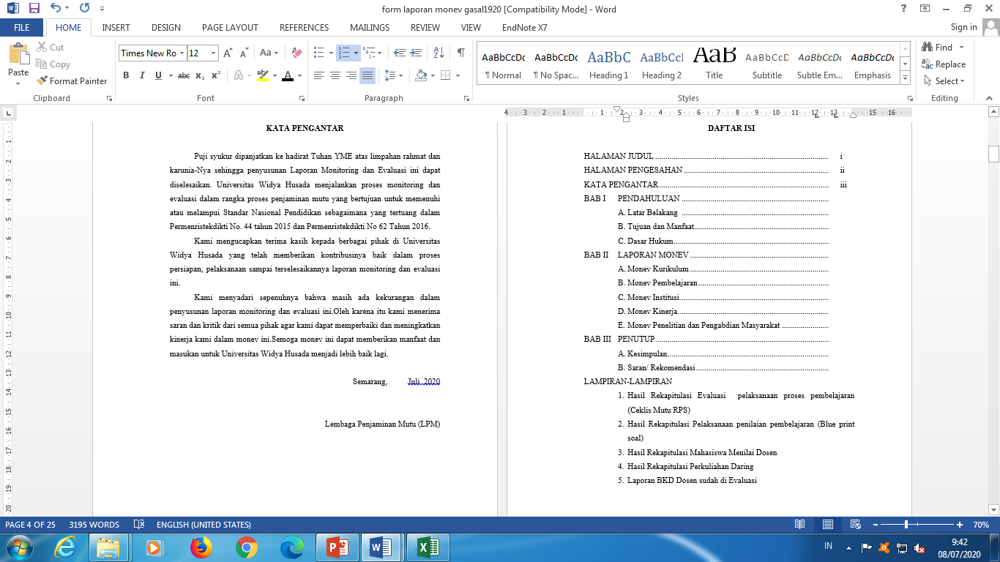 form laporan monev gasal1920 [Compatibility Mode] - Word
FILE HOME INSERT DESIGN PAGE LAYOUT REFERENCES MAILINGS REVIEW VIEW EndNote X7 Sign in
Paste
Cut
Copy
Format Painter
Clipboard
Times New Ro 12
Font
Paragraph
AaBbCcDc AaBbCcDc AaBbC AaBbCcI AaB AaBbCcD AaBbCcDc AaBbCcDc
¶ Normal ¶ No Spac... Heading 1 Heading 2 Title Subtitle Subtle Em... Emphasis
Styles
Find
Replace
Select
Editing
KATA PENGANTAR
Puji syukur dipanjatkan ke hadirat Tuhan YME atas limpahan rahmat dan
karunia-Nya sehingga penyusunan Laporan Monitoring dan Evaluasi ini dapat
diselesaikan. Universitas Widya Husada menjalankan proses monitoring dan
evaluasi dalam rangka proses penjaminan mutu yang bertujuan untuk memenuhi
atau melampui Standar Nasional Pendidikan sebagaimana yang tertuang dalam
Permenristekdikti No. 44 tahun 2015 dan Permenristekdikti No 62 Tahun 2016.
Kami mengucapkan terima kasih kepada berbagai pihak di Universitas
Widya Husada yang telah memberikan kontribusinya baik dalam proses
persiapan, pelaksanaan sampai terselesaikannya laporan monitoring dan evaluasi
ini.
Kami menyadari sepenuhnya bahwa masih ada kekurangan dalam
penyusunan laporan monitoring dan evaluasi ini.Oleh karena itu kami menerima
saran dan kritik dari semua pihak agar kami dapat memperbaiki dan meningkatkan
kinerja kami dalam monev ini.Semoga monev ini dapat memberikan manfaat dan
masukan untuk Universitas Widya Husada menjadi lebih baik lagi.
Semarang, Juli 2020
Lembaga Penjaminan Mutu (LPM)
DAFTAR ISI
HALAMAN JUDUL i
HALAMAN PENGESAHAN ii
KATA PENGANTAR iii
BAB I PENDAHULUAN
A. Latar Belakang
B. Tujuan dan Manfaat
C. Dasar Hukum
BAB II LAPORAN MONEV
A. Monev Kurikulum
B. Monev Pembelajaran
C. Monev Institusi
D. Monev Kinerja
E. Monev Penelitian dan Pengabdian Masyarakat
BAB III PENUTUP
A. Kesimpulan
B. Saran/ Rekomendasi
LAMPIRAN-LAMPIRAN
1. Hasil Rekapitulasi Evaluasi pelaksanaan proses pembelajaran
(Ceklis Mutu RPS)
2. Hasil Rekapitulasi Pelaksanaan penilaian pembelajaran (Blue print
soal)
3. Hasil Rekapitulasi Mahasiswa Menilai Dosen
4. Hasil Rekapitulasi Perkuliahan Daring
5. Laporan BKD Dosen sudah di Evaluasi
PAGE 4 OF 25 3195 WORDS ENGLISH (UNITED STATES) 70%
IN
9:42
08/07/2020